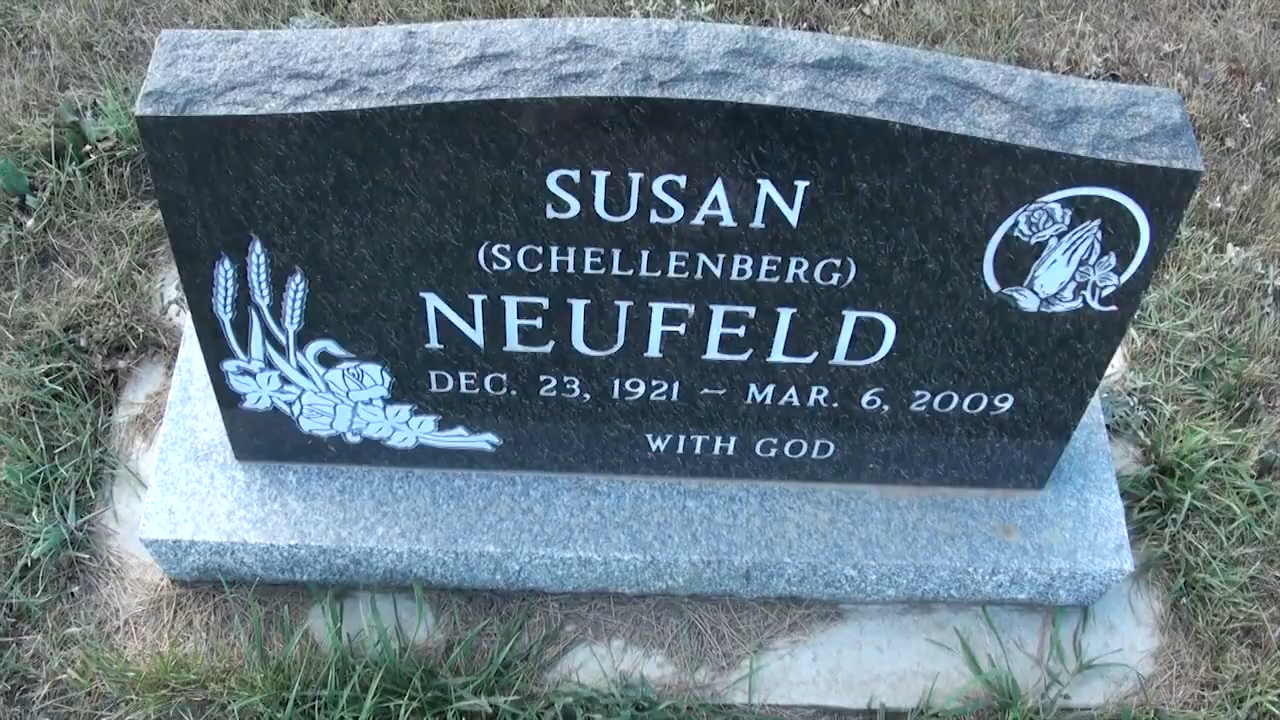 SUSAN
(SCHELLENBERG)
NEUFELD
DEC. 23, 1921 – MAR. 6, 2009
WITH GOD